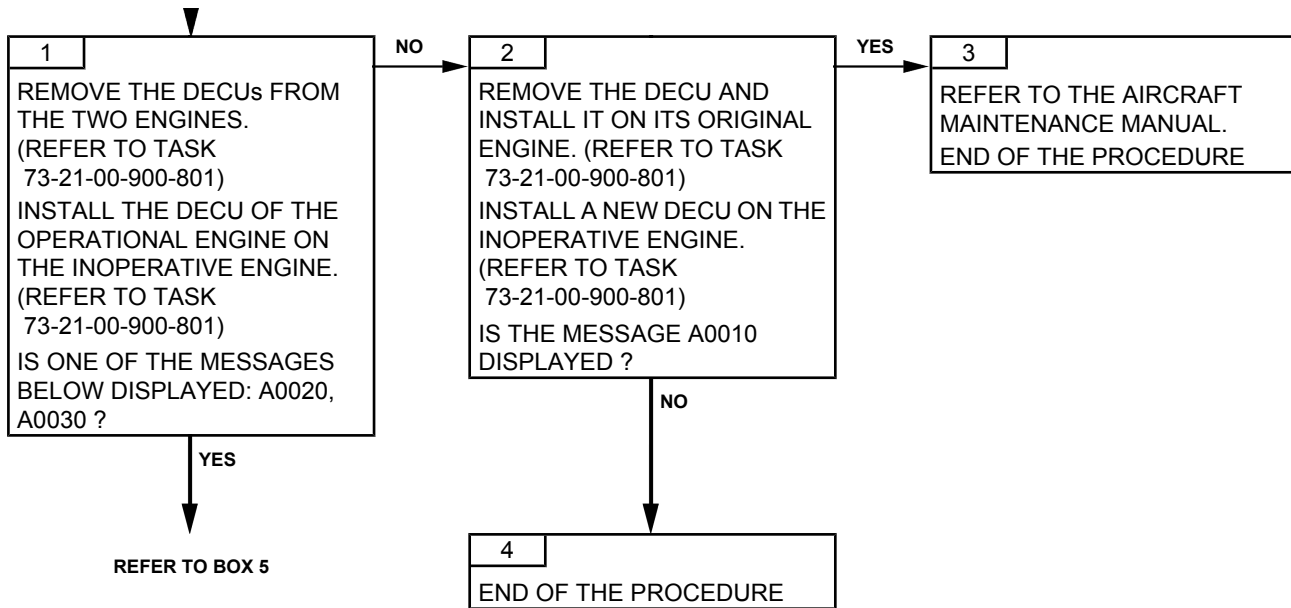 1
REMOVE THE DECUs FROM
THE TWO ENGINES.
(REFER TO TASK
73-21-00-900-801)
INSTALL THE DECU OF THE
OPERATIONAL ENGINE ON
THE INOPERATIVE ENGINE.
(REFER TO TASK
73-21-00-900-801)
IS ONE OF THE MESSAGES
BELOW DISPLAYED: A0020,
A0030 ?
NO
YES
REFER TO BOX 5
2
REMOVE THE DECU AND
INSTALL IT ON ITS ORIGINAL
ENGINE. (REFER TO TASK
73-21-00-900-801)
INSTALL A NEW DECU ON THE
INOPERATIVE ENGINE.
(REFER TO TASK
73-21-00-900-801)
IS THE MESSAGE A0010
DISPLAYED ?
YES
NO
3
REFER TO THE AIRCRAFT
MAINTENANCE MANUAL.
END OF THE PROCEDURE
4
END OF THE PROCEDURE